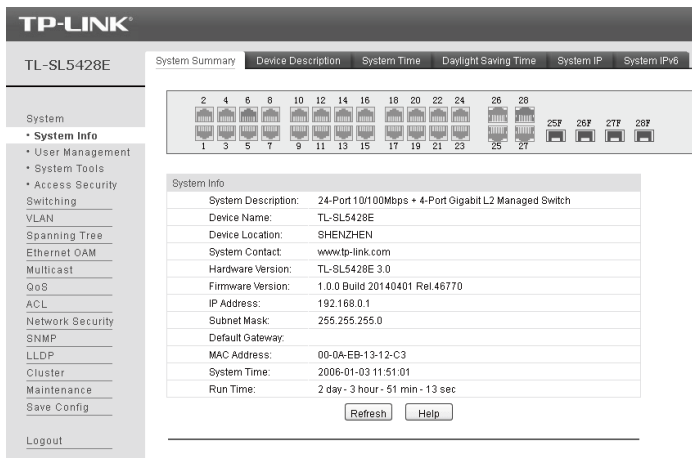 TP-LINK®
TL-SL5428E
System Summary Device Description System Time Daylight Saving Time System IP System IPv6
System
• System Info
• User Management
• System Tools
• Access Security
Switching
VLAN
Spanning Tree
Ethernet OAM
Multicast
QoS
ACL
Network Security
SNMP
LLDP
Cluster
Maintenance
Save Config
Logout
2 4 6 8 10 12 14 16 18 20 22 24 26 28
25F 26F 27F 28F
1 3 5 7 9 11 13 15 17 19 21 23 25 27
System Info
System Description: 24-Port 10/100Mbps + 4-Port Gigabit L2 Managed Switch
Device Name: TL-SL5428E
Device Location: SHENZHEN
System Contact: www.tp-link.com
Hardware Version: TL-SL5428E 3.0
Firmware Version: 1.0.0 Build 20140401 Rel.46770
IP Address: 192.168.0.1
Subnet Mask: 255.255.255.0
Default Gateway:
MAC Address: 00-0A-EB-13-12-C3
System Time: 2006-01-03 11:51:01
Run Time: 2 day - 3 hour - 51 min - 13 sec
Refresh Help